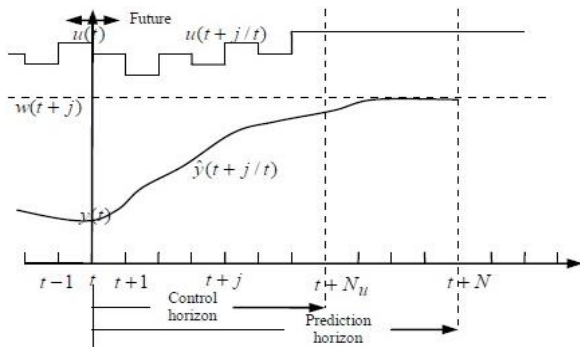 Future
u(t)
u(t + j / t)
w(t + j)
ŷ(t + j / t)
y(t)
t − 1 t t + 1 t + j t + N_u t + N
Control
horizon
Prediction
horizon